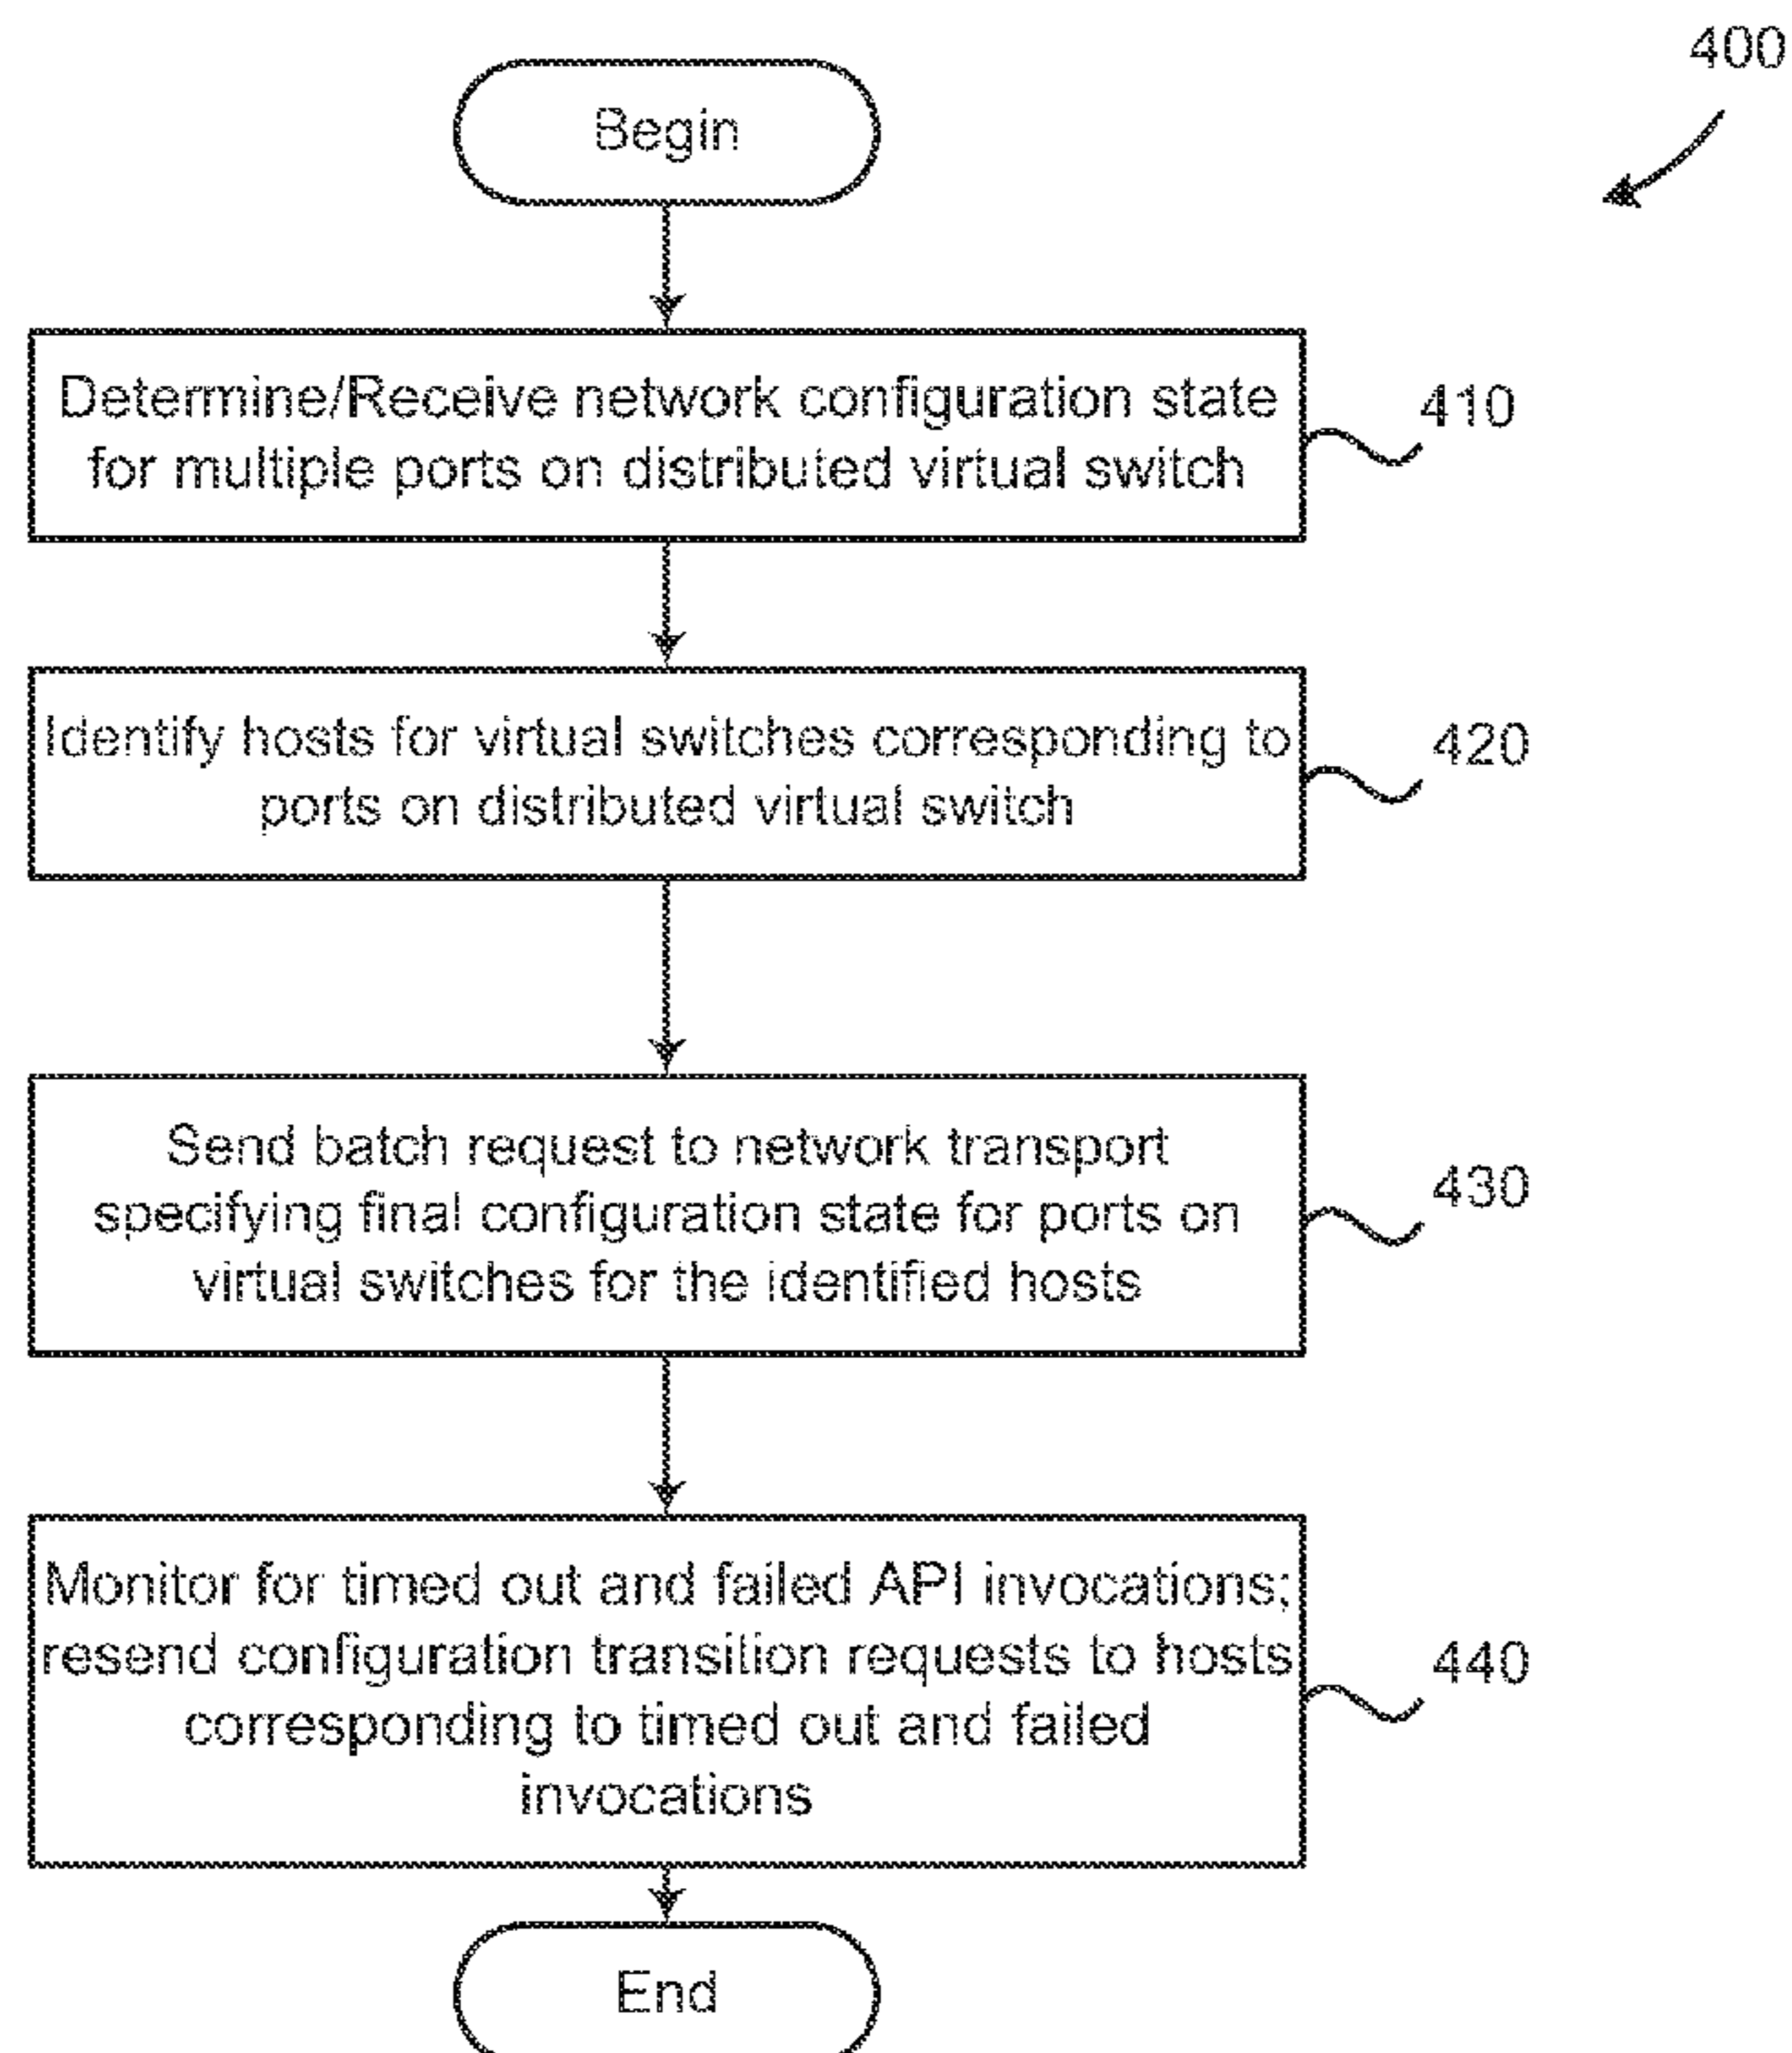 400
Begin
Determine/Receive network configuration state
for multiple ports on distributed virtual switch
410
Identify hosts for virtual switches corresponding to
ports on distributed virtual switch
420
Send batch request to network transport
specifying final configuration state for ports on
virtual switches for the identified hosts
430
Monitor for timed out and failed API invocations;
resend configuration transition requests to hosts
corresponding to timed out and failed
invocations
440
End